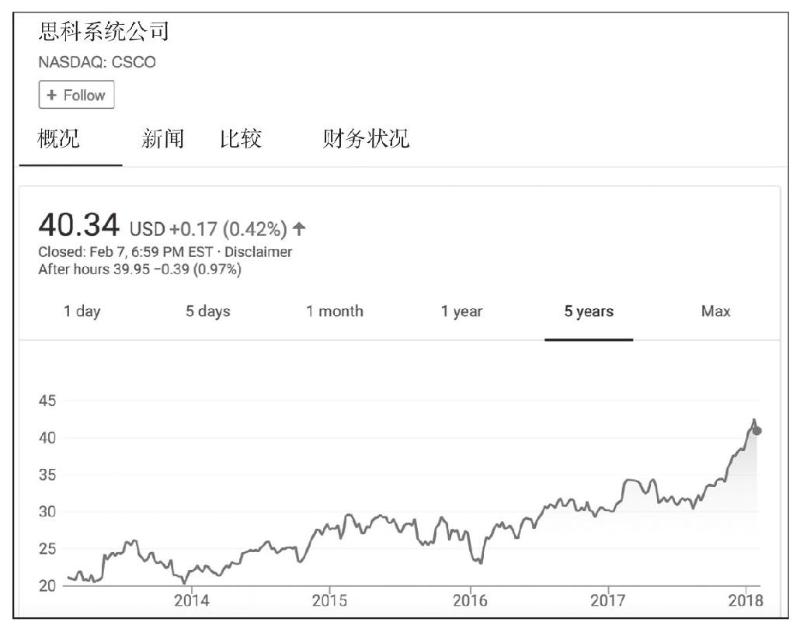 思科系统公司
NASDAQ: CSCO
+ Follow
概况 新闻 比较 财务状况
40.34 USD +0.17 (0.42%) ↑
Closed: Feb 7, 6:59 PM EST · Disclaimer
After hours 39.95 −0.39 (0.97%)
1 day 5 days 1 month 1 year 5 years Max
45
40
35
30
25
20
2014 2015 2016 2017 2018